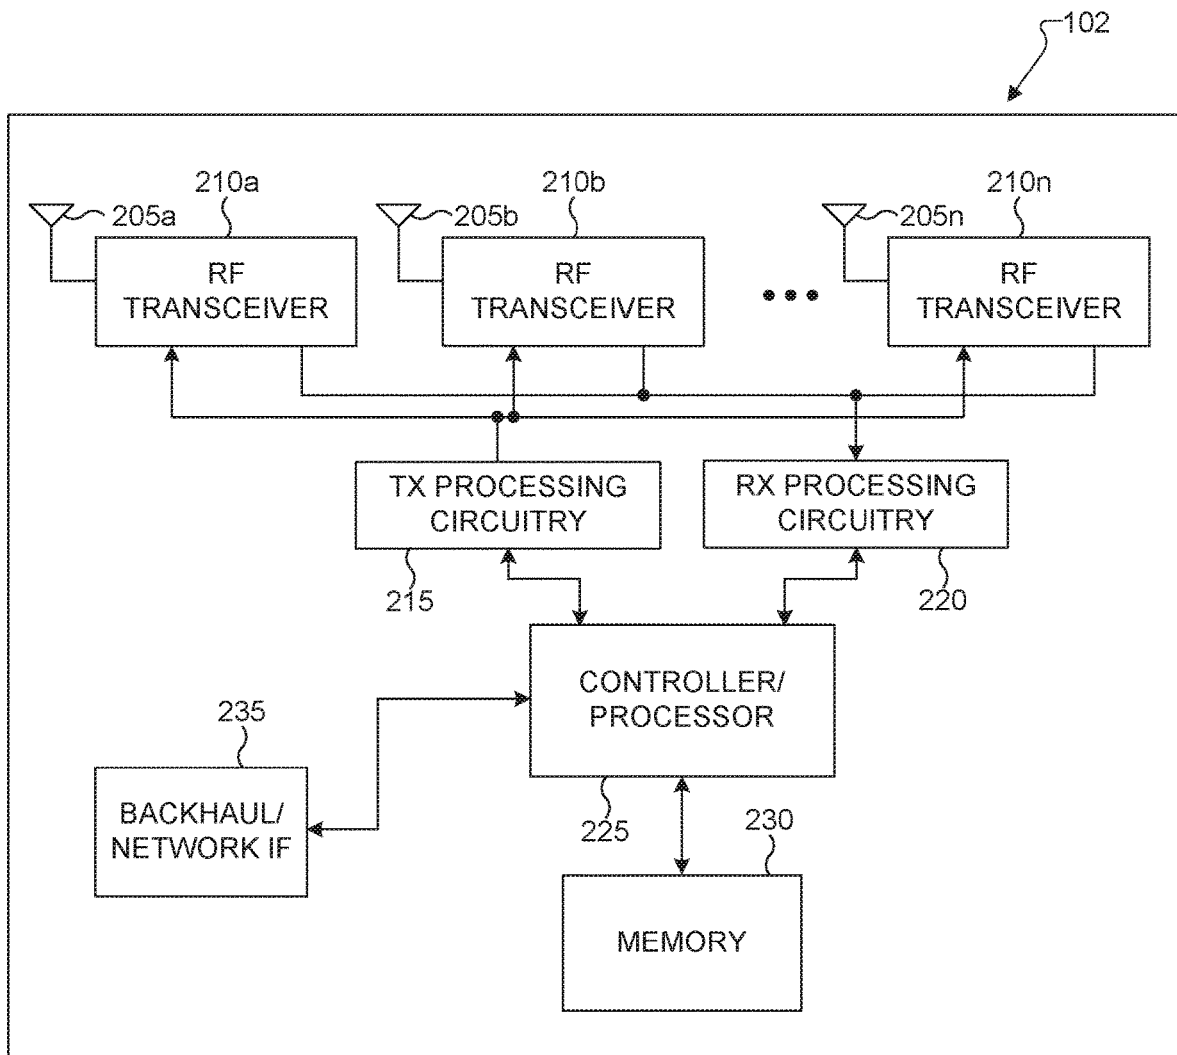 102
210a
210b
210n
205a
205b
205n
RF
TRANSCEIVER
RF
TRANSCEIVER
RF
TRANSCEIVER
TX PROCESSING
CIRCUITRY
RX PROCESSING
CIRCUITRY
215
220
CONTROLLER/
PROCESSOR
235
BACKHAUL/
NETWORK IF
225
230
MEMORY